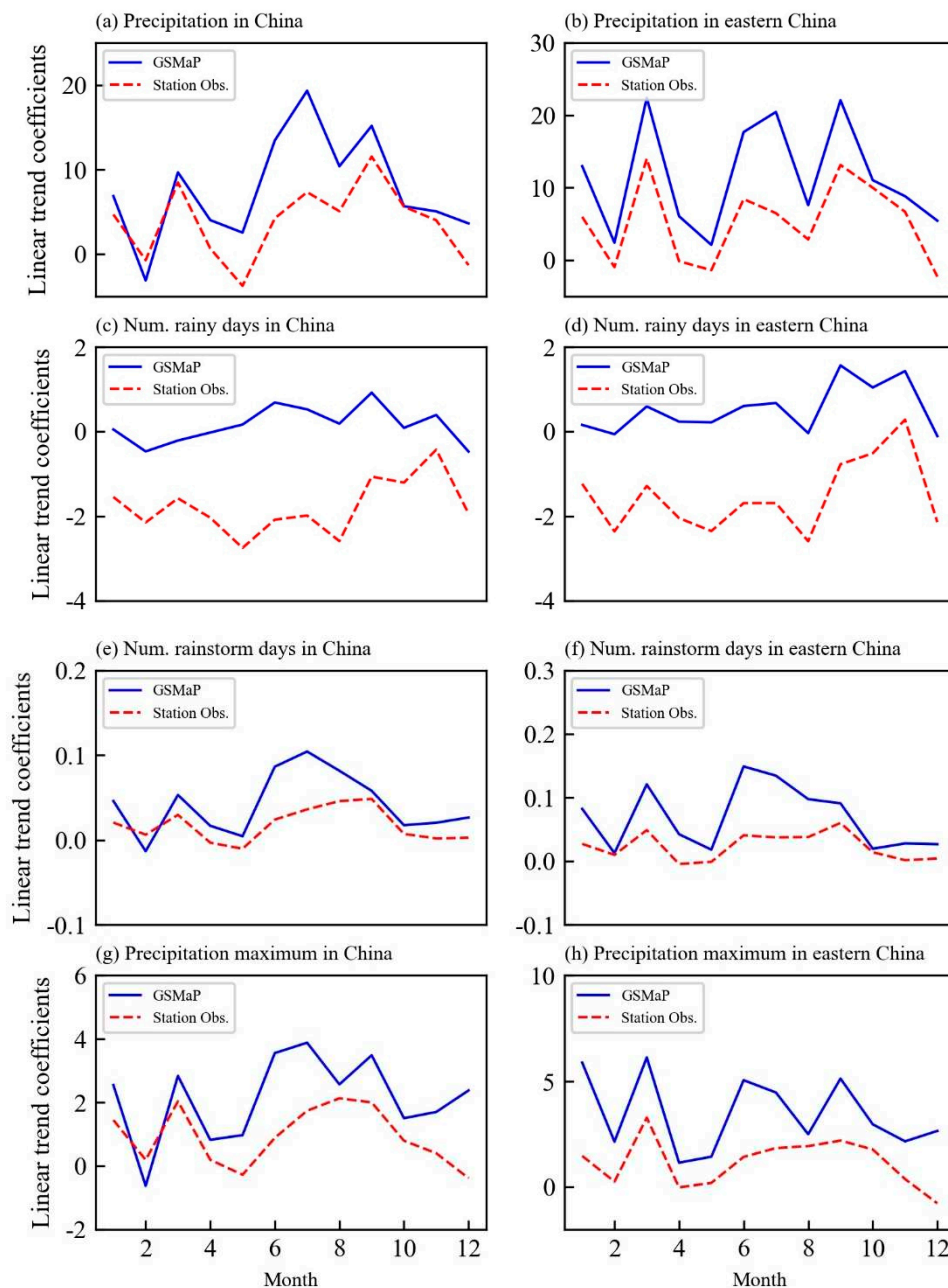 (a) Precipitation in China
GSMaP
Station Obs.
Linear trend coefficients
20
10
0
(b) Precipitation in eastern China
GSMaP
Station Obs.
30
20
10
0
(c) Num. rainy days in China
GSMaP
Station Obs.
Linear trend coefficients
2
0
-2
-4
(d) Num. rainy days in eastern China
GSMaP
Station Obs.
2
0
-2
-4
(e) Num. rainstorm days in China
GSMaP
Station Obs.
Linear trend coefficients
0.2
0.1
0.0
-0.1
(f) Num. rainstorm days in eastern China
GSMaP
Station Obs.
0.3
0.2
0.1
0.0
-0.1
(g) Precipitation maximum in China
GSMaP
Station Obs.
Linear trend coefficients
6
4
2
0
-2
2 4 6 8 10 12
Month
(h) Precipitation maximum in eastern China
GSMaP
Station Obs.
10
5
0
2 4 6 8 10 12
Month